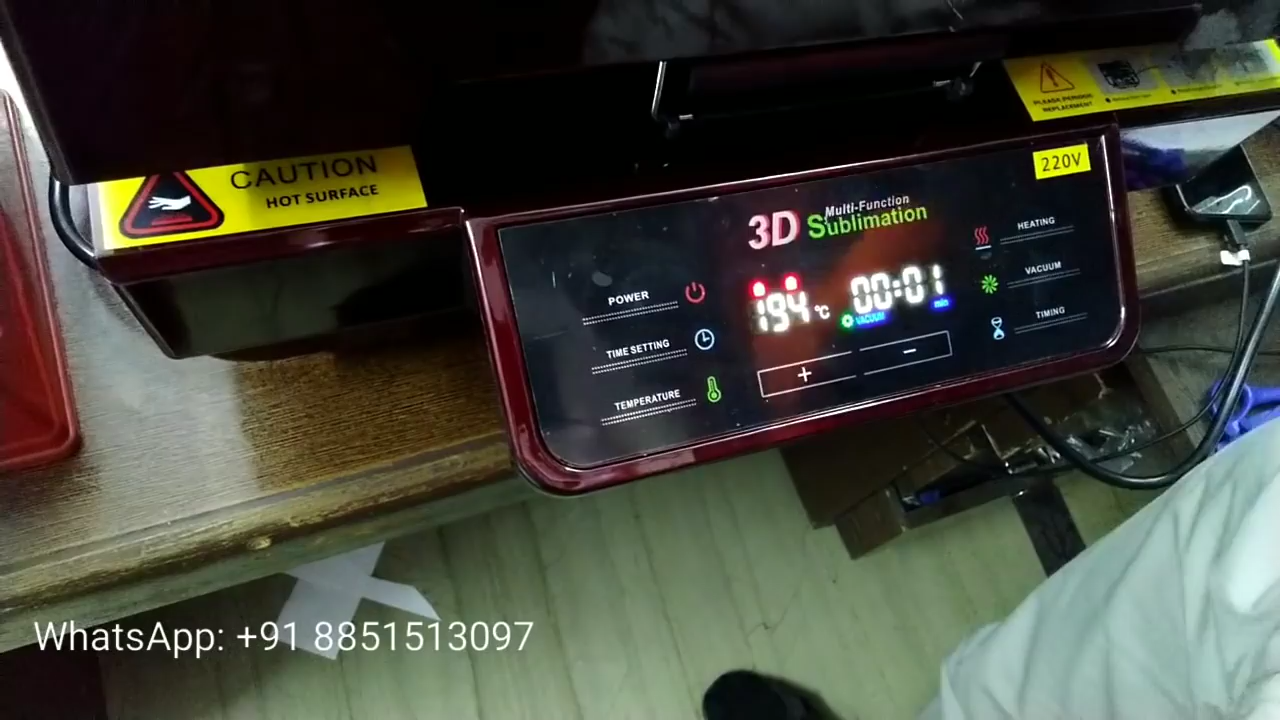 CAUTION
HOT SURFACE
PLEASE PERIODIC
REPLACEMENT
220V
3D Multi-Function
Sublimation
HEATING
VACUUM
TIMING
POWER
TIME SETTING
TEMPERATURE
194 °C
00:01
VACUUM
min
+
−
WhatsApp: +91 8851513097